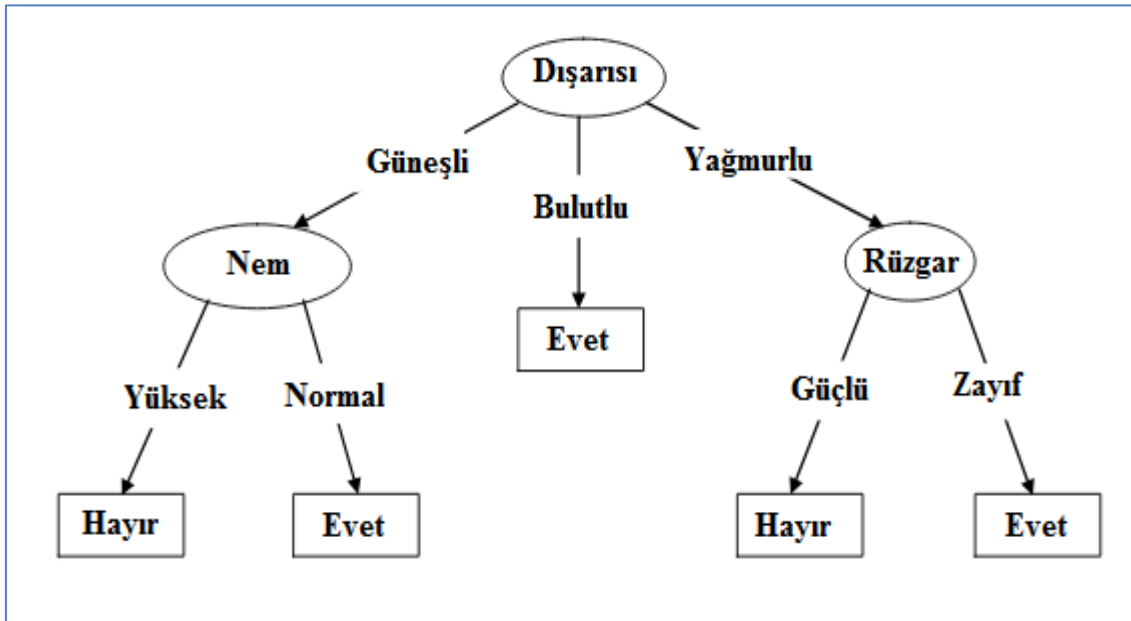 Dışarısı
Güneşli
Bulutlu
Yağmurlu
Nem
Evet
Rüzgar
Yüksek
Normal
Güçlü
Zayıf
Hayır
Evet
Hayır
Evet